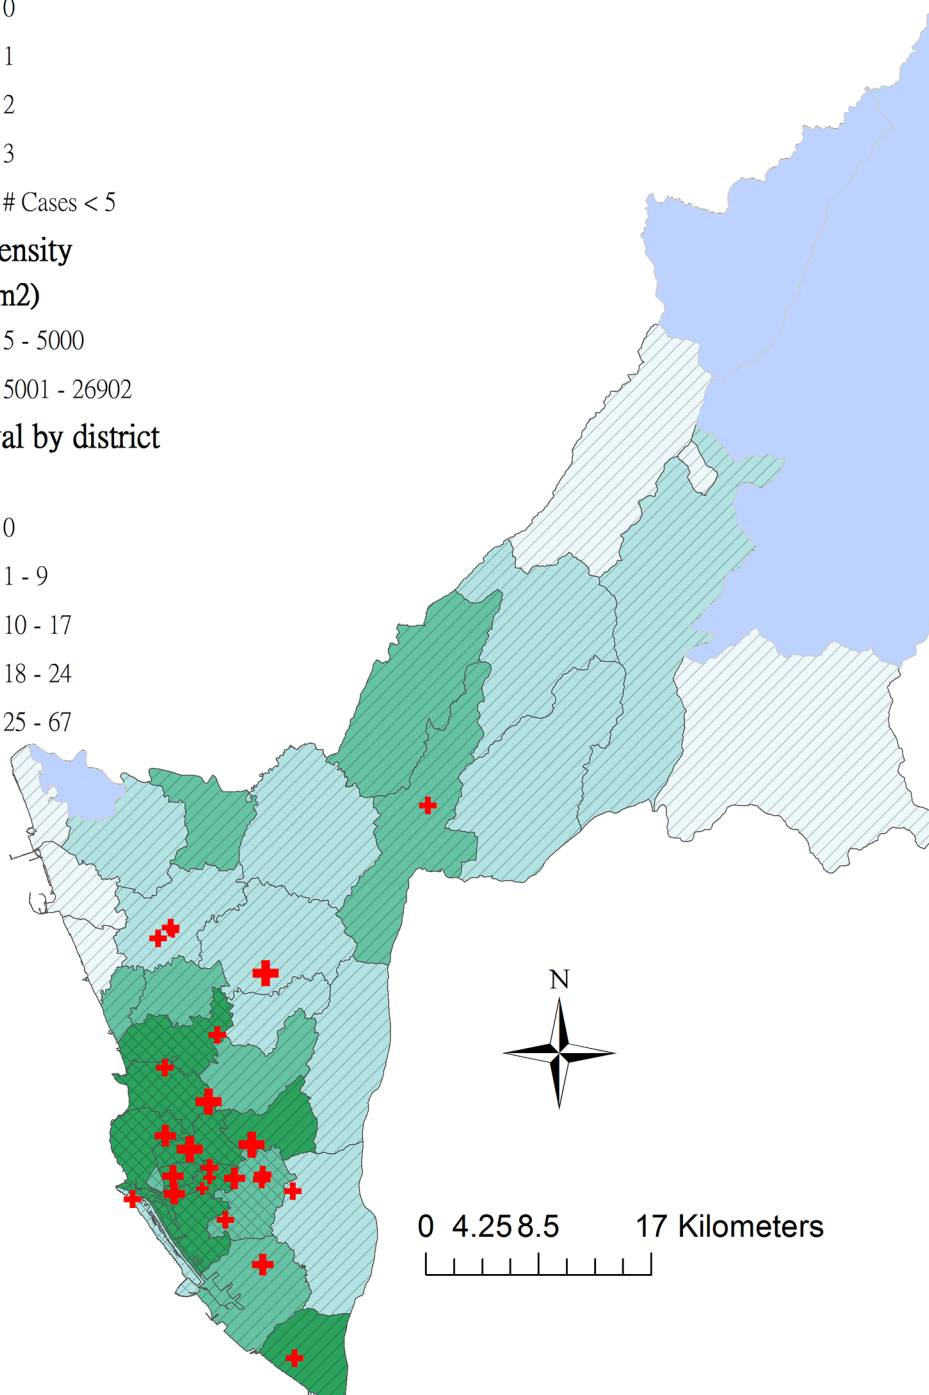 0
1
2
3
# Cases < 5
ensity
m2)
5 - 5000
5001 - 26902
al by district
0
1 - 9
10 - 17
18 - 24
25 - 67
N
0 4.25 8.5 17 Kilometers